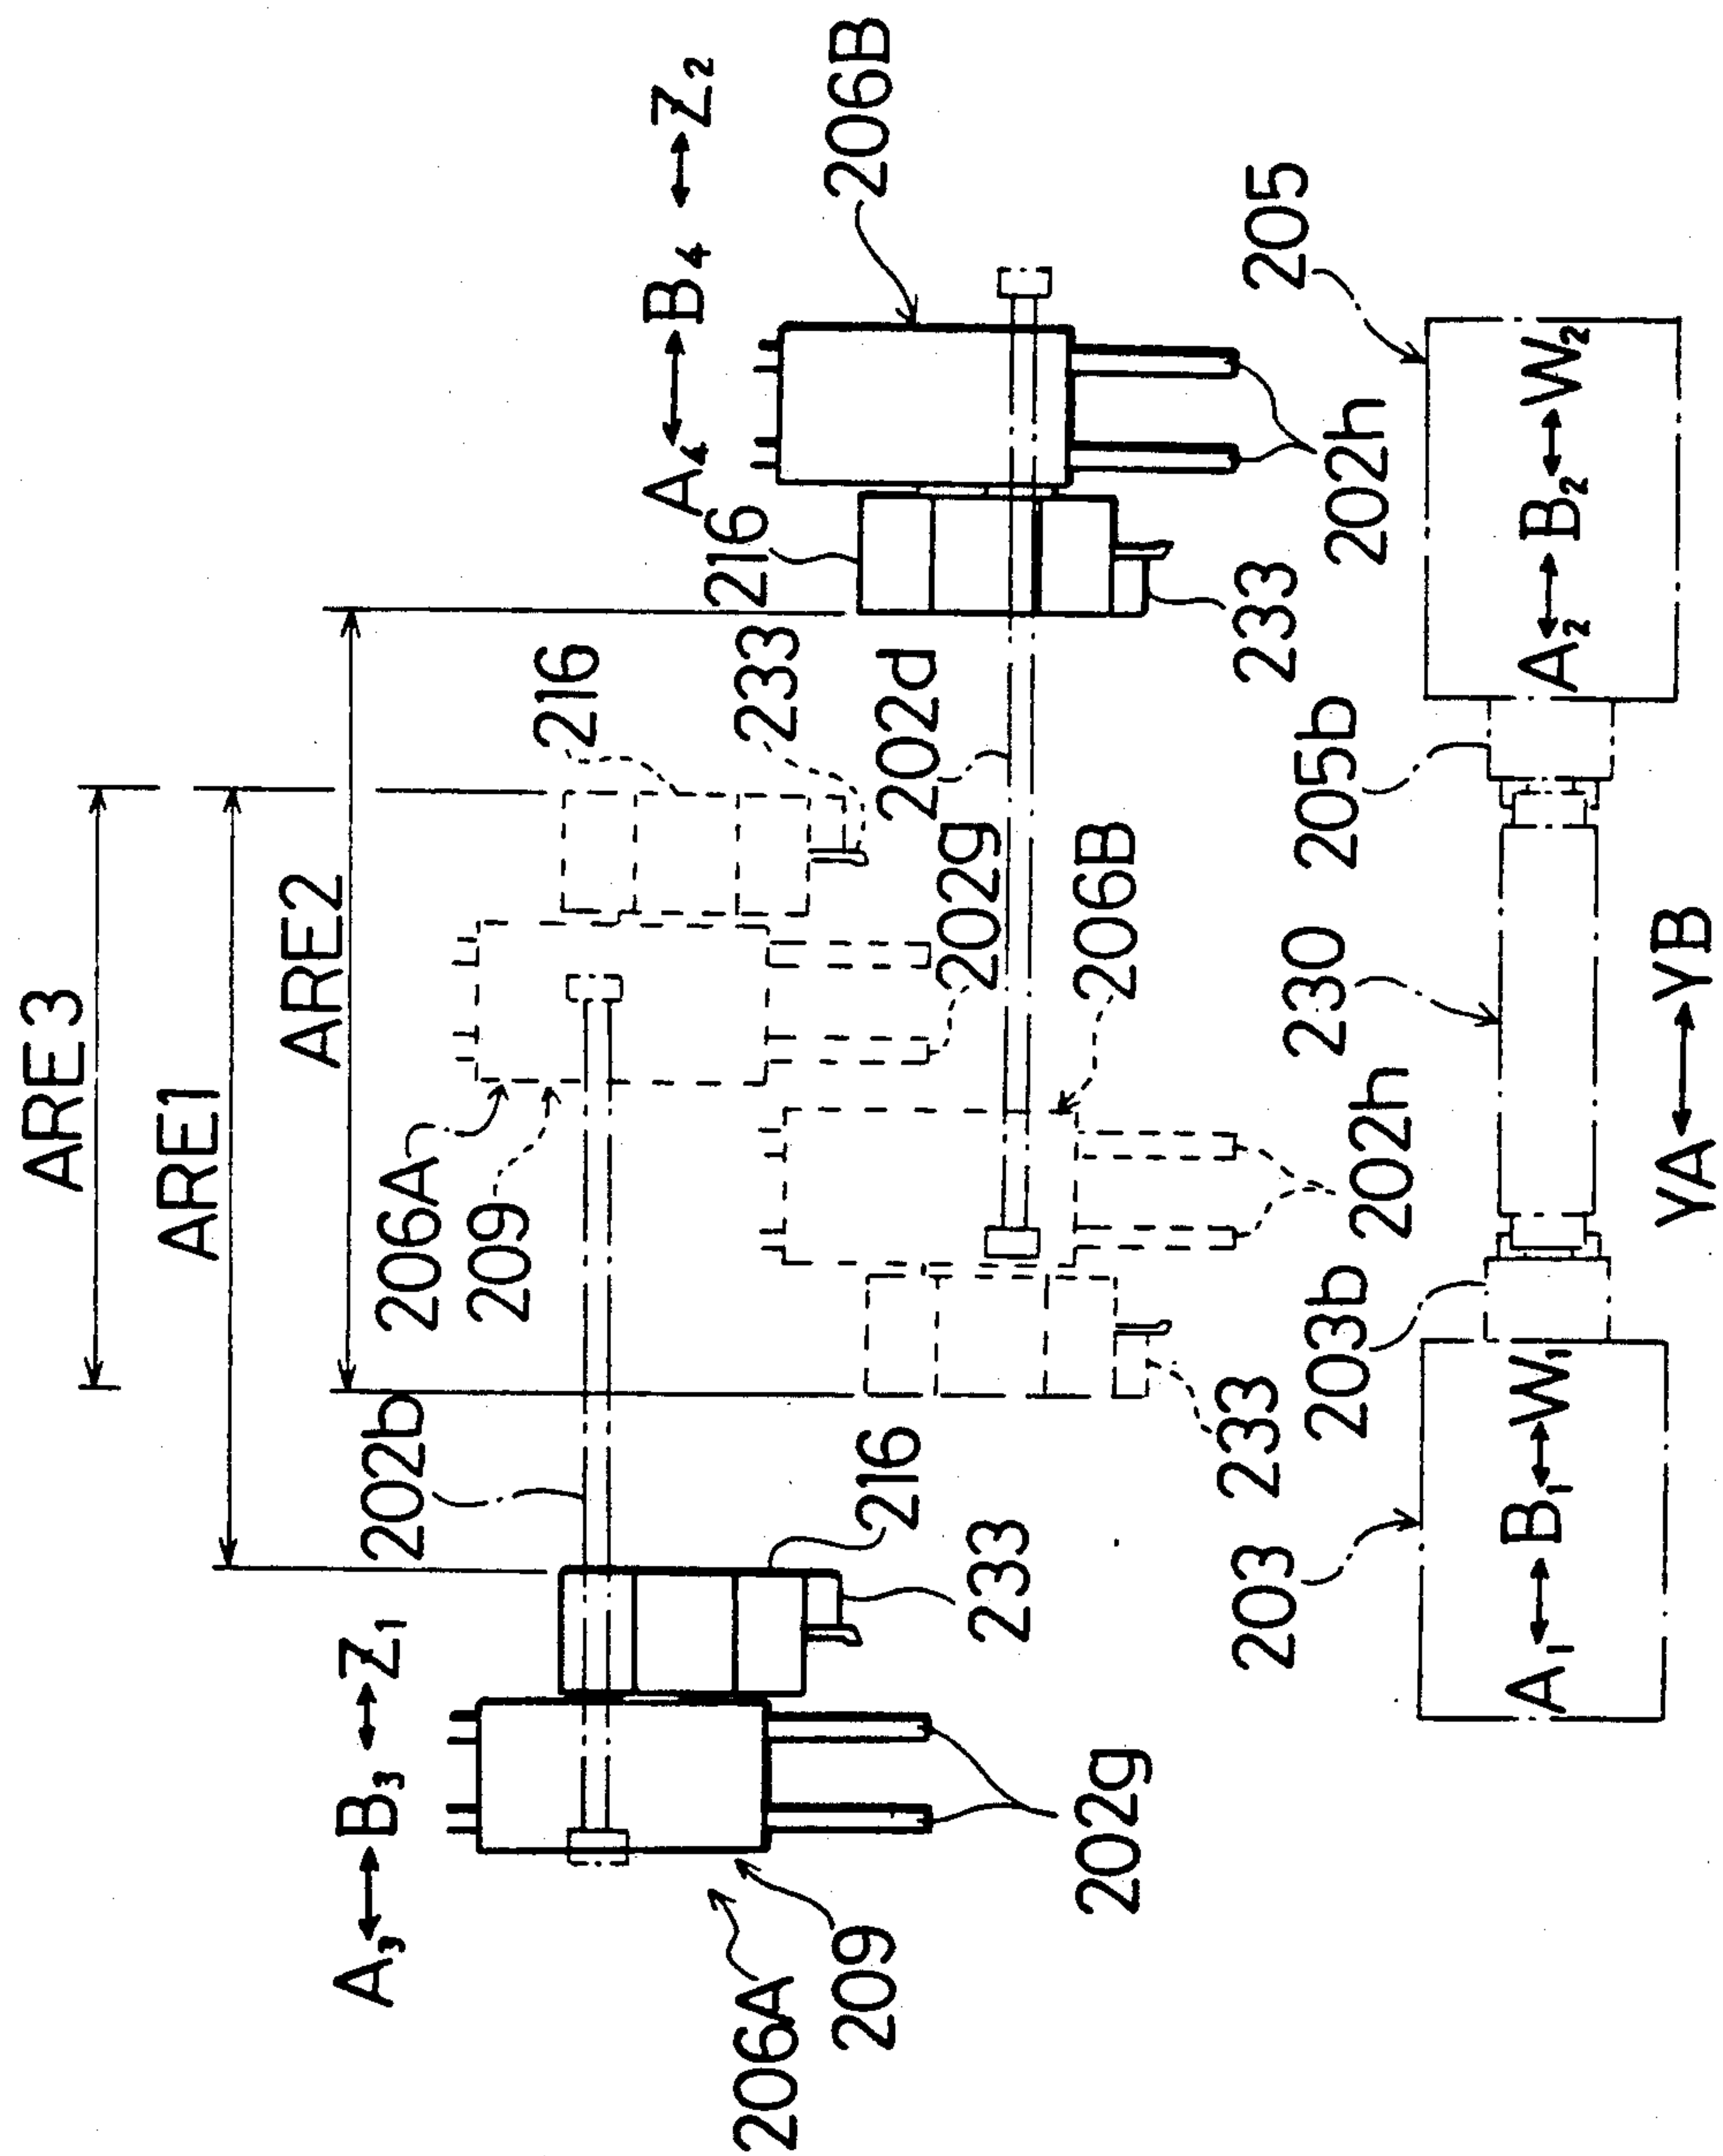 ARE3
ARE1
ARE2
A₃↔B₃↔Z₁
A₄↔B₄↔Z₂
206A
209
202b
216
233
206B
206A
209
202g
216
233
202g
202d
216
233
206B
202h
233
202h
203
203b
230
205b
205
A₁↔B₁↔W₁
A₂↔B₂↔W₂
YA↔YB